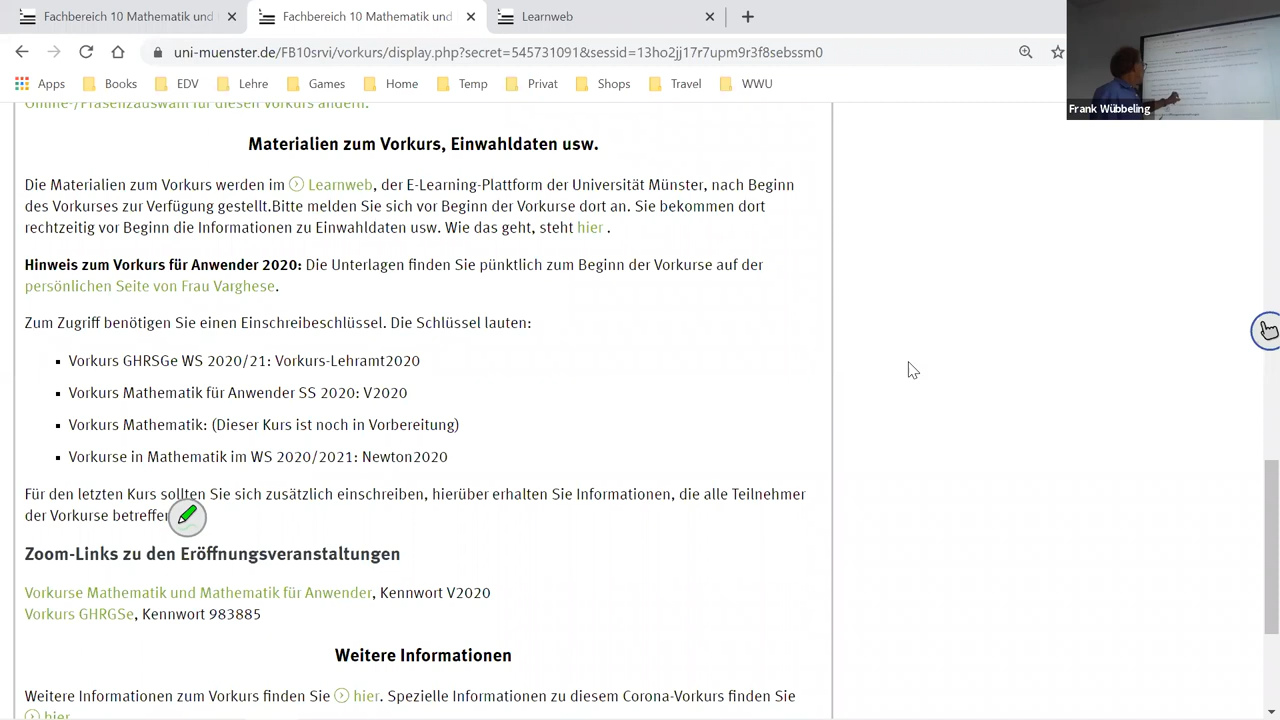 Fachbereich 10 Mathematik und
Fachbereich 10 Mathematik und
Learnweb
uni-muenster.de/FB10srvi/vorkurs/display.php?secret=545731091&sessid=13ho2jj17r7upm9r3f8sebssm0
Apps Books EDV Lehre Games Home Temp Privat Shops Travel WWU
Frank Wübbeling
Online-/Präsenzauswahl für diesen Vorkurs ändern.
Materialien zum Vorkurs, Einwahldaten usw.
Die Materialien zum Vorkurs werden im Learnweb, der E-Learning-Plattform der Universität Münster, nach Beginn
des Vorkurses zur Verfügung gestellt.Bitte melden Sie sich vor Beginn der Vorkurse dort an. Sie bekommen dort
rechtzeitig vor Beginn die Informationen zu Einwahldaten usw. Wie das geht, steht hier .
Hinweis zum Vorkurs für Anwender 2020: Die Unterlagen finden Sie pünktlich zum Beginn der Vorkurse auf der
persönlichen Seite von Frau Varghese.
Zum Zugriff benötigen Sie einen Einschreibeschlüssel. Die Schlüssel lauten:
Vorkurs GHRSGe WS 2020/21: Vorkurs-Lehramt2020
Vorkurs Mathematik für Anwender SS 2020: V2020
Vorkurs Mathematik: (Dieser Kurs ist noch in Vorbereitung)
Vorkurse in Mathematik im WS 2020/2021: Newton2020
Für den letzten Kurs sollten Sie sich zusätzlich einschreiben, hierüber erhalten Sie Informationen, die alle Teilnehmer
der Vorkurse betreffen
Zoom-Links zu den Eröffnungsveranstaltungen
Vorkurse Mathematik und Mathematik für Anwender, Kennwort V2020
Vorkurs GHRGSe, Kennwort 983885
Weitere Informationen
Weitere Informationen zum Vorkurs finden Sie hier. Spezielle Informationen zu diesem Corona-Vorkurs finden Sie
hier